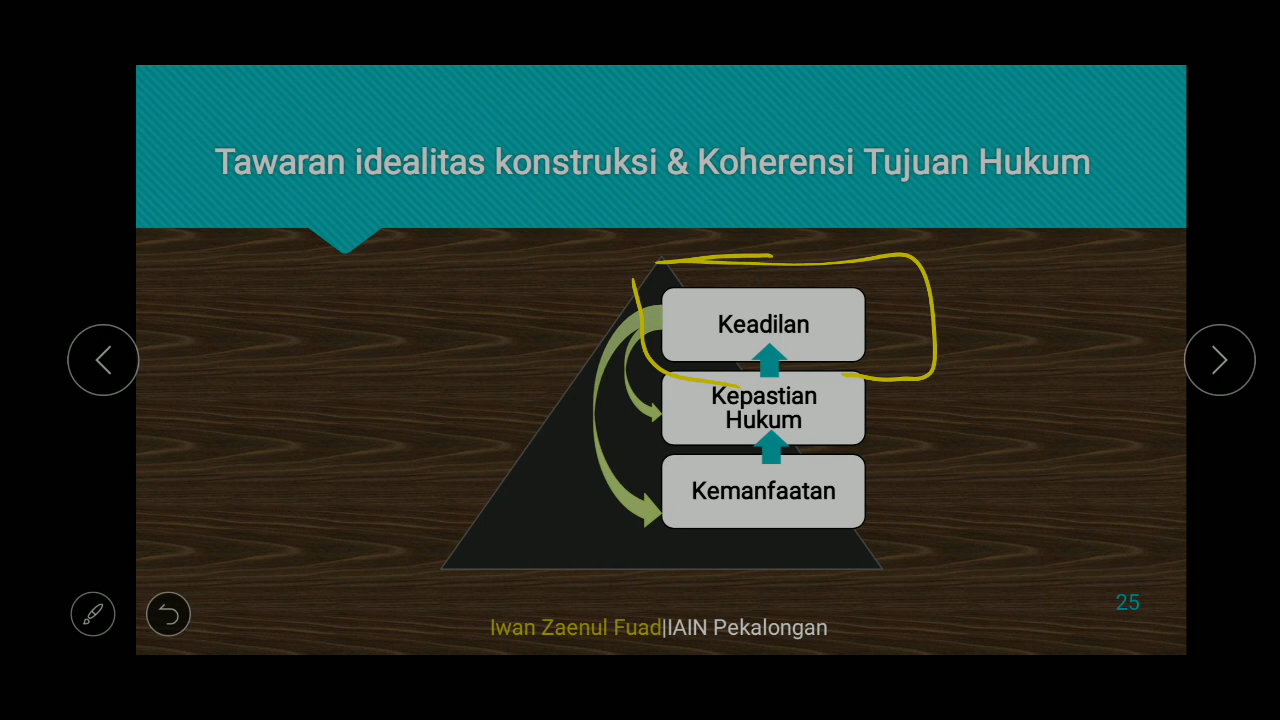 Tawaran idealitas konstruksi & Koherensi Tujuan Hukum
Keadilan
Kepastian
Hukum
Kemanfaatan
25
Iwan Zaenul Fuad|IAIN Pekalongan